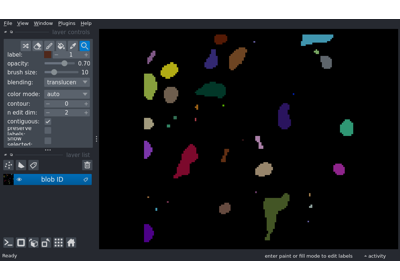 File View Window Plugins Help
layer controls
label: 1
opacity: 0.70
brush size: 10
blending: translucen
color mode: auto
contour: 0
n edit dim: 2
contiguous:
preserve labels:
show selected:
layer list
blob ID
Ready
enter paint or fill mode to edit labels activity